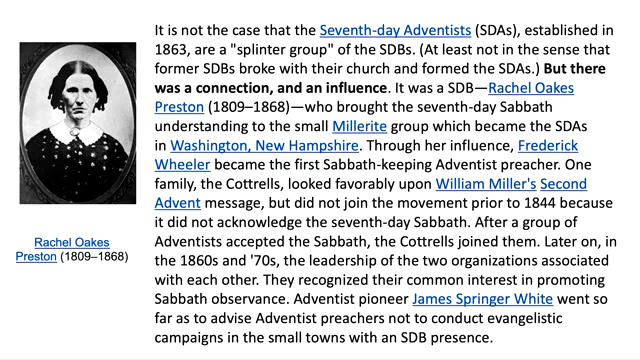 It is not the case that the Seventh-day Adventists (SDAs), established in
1863, are a "splinter group" of the SDBs. (At least not in the sense that
former SDBs broke with their church and formed the SDAs.) But there
was a connection, and an influence. It was a SDB—Rachel Oakes
Preston (1809–1868)—who brought the seventh-day Sabbath
understanding to the small Millerite group which became the SDAs
in Washington, New Hampshire. Through her influence, Frederick
Wheeler became the first Sabbath-keeping Adventist preacher. One
family, the Cottrells, looked favorably upon William Miller's Second
Advent message, but did not join the movement prior to 1844 because
it did not acknowledge the seventh-day Sabbath. After a group of
Adventists accepted the Sabbath, the Cottrells joined them. Later on, in
the 1860s and '70s, the leadership of the two organizations associated
with each other. They recognized their common interest in promoting
Sabbath observance. Adventist pioneer James Springer White went so
far as to advise Adventist preachers not to conduct evangelistic
campaigns in the small towns with an SDB presence.
Rachel Oakes
Preston (1809–1868)